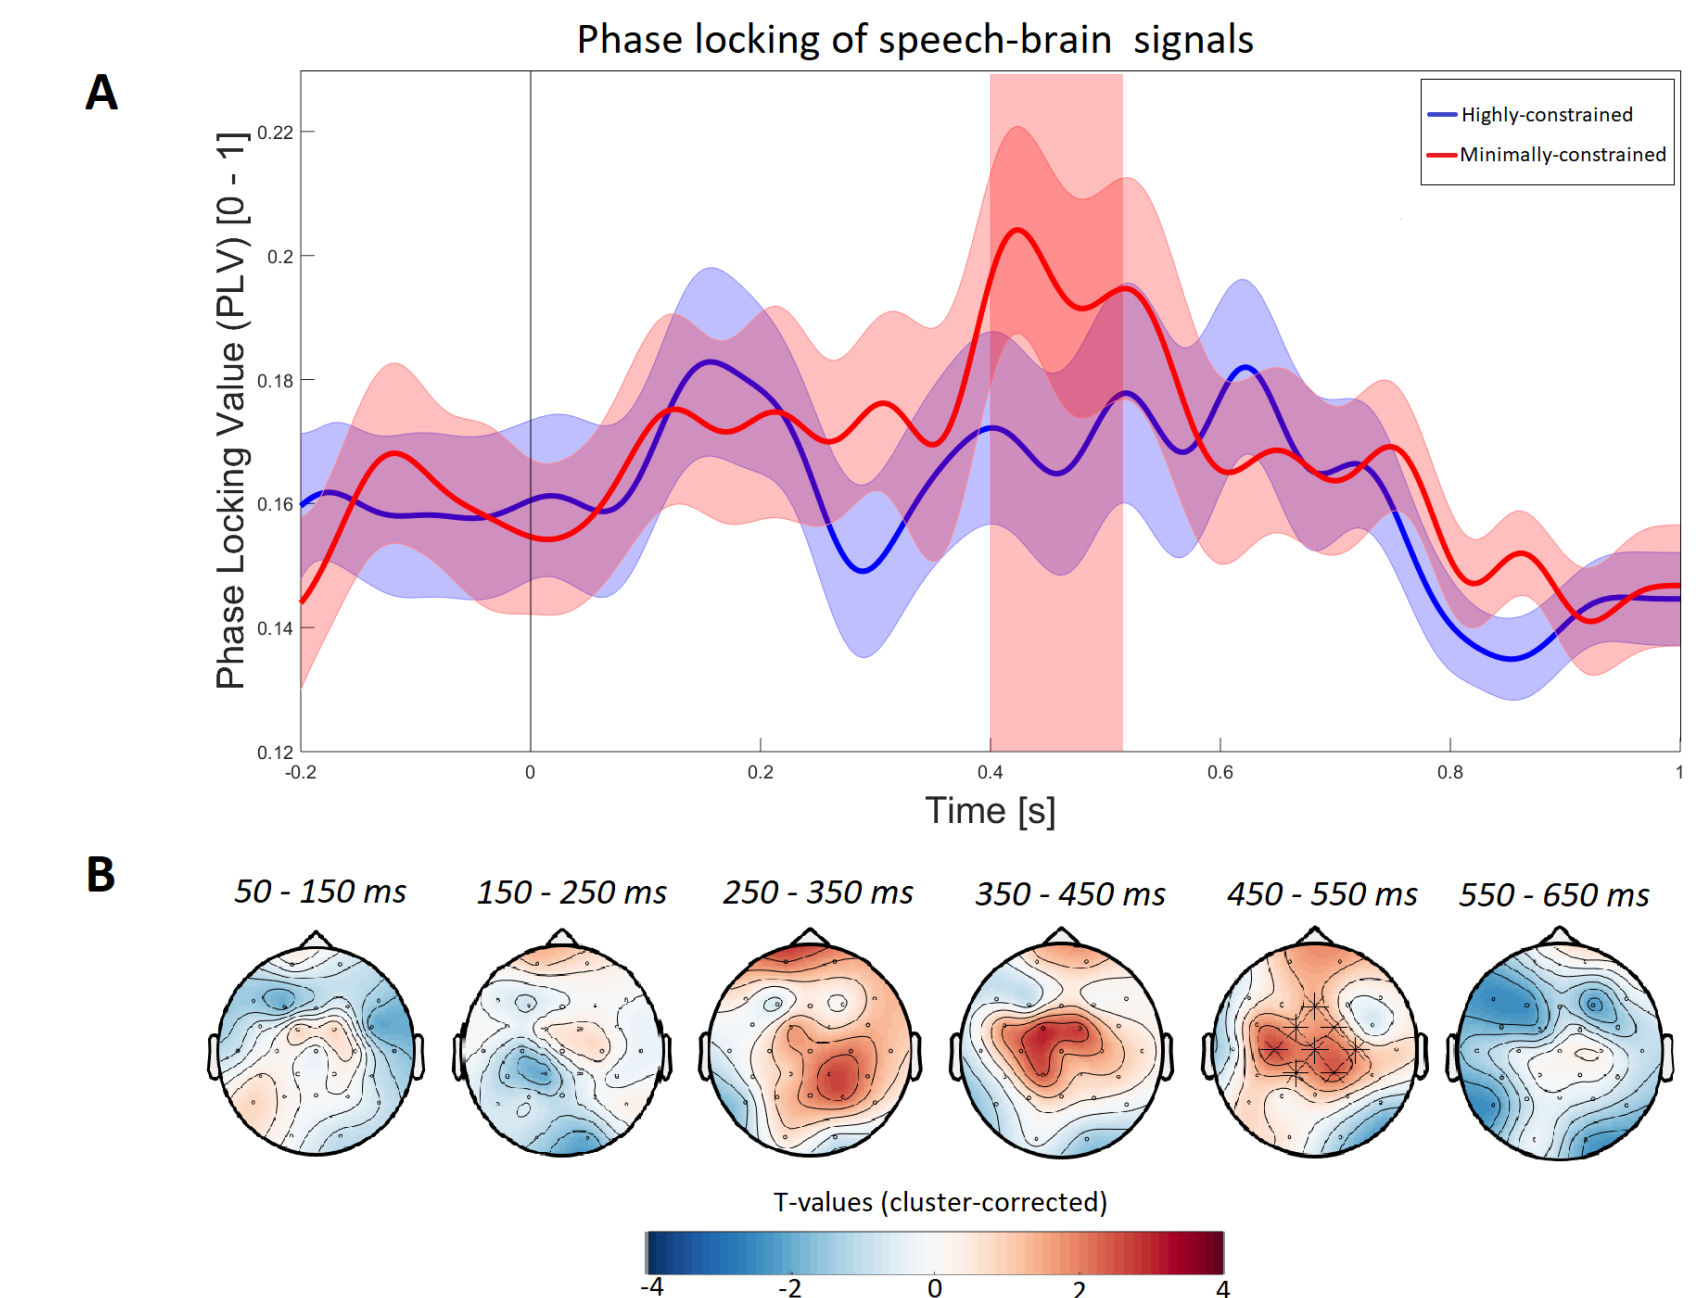 Phase locking of speech-brain signals
A
Phase Locking Value (PLV) [0 - 1]
0.22
0.2
0.18
0.16
0.14
0.12
Highly-constrained
Minimally-constrained
-0.2 0 0.2 0.4 0.6 0.8 1
Time [s]
B
50 - 150 ms 150 - 250 ms 250 - 350 ms 350 - 450 ms 450 - 550 ms 550 - 650 ms
T-values (cluster-corrected)
-4 -2 0 2 4